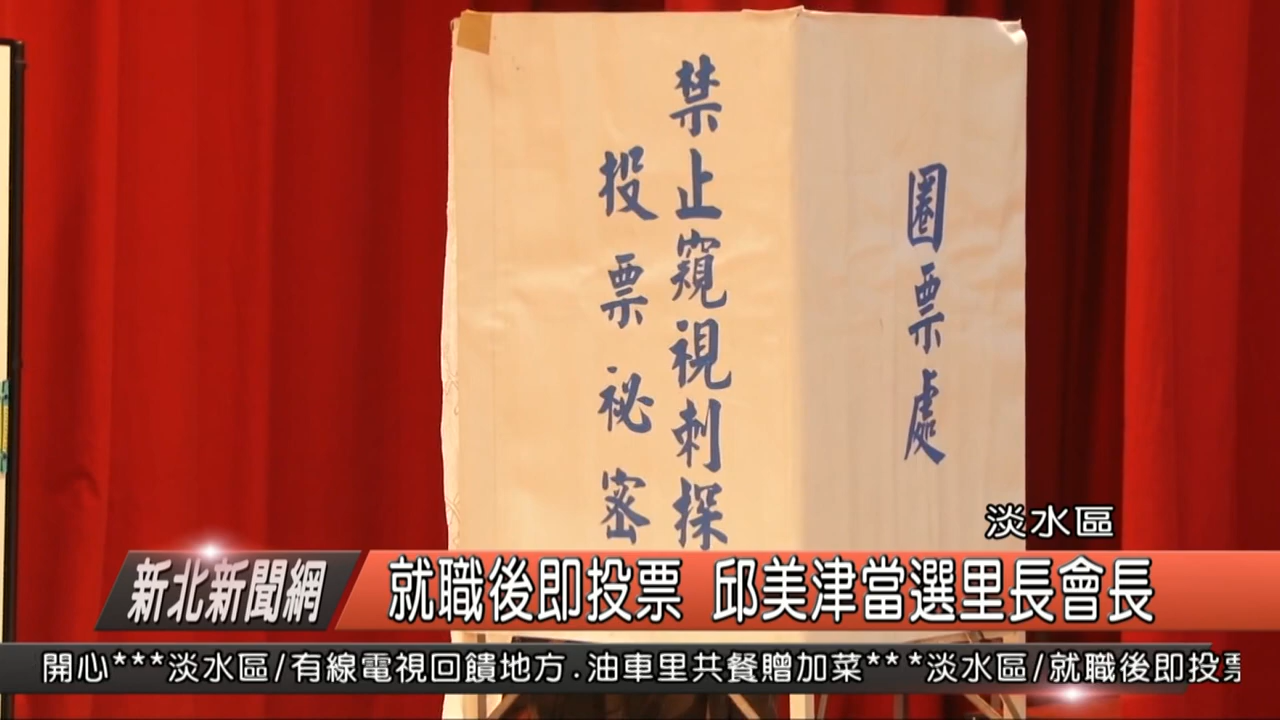 圈票處
禁止窺視刺探
投票祕密
淡水區
新北新聞網
就職後即投票 邱美津當選里長會長
開心***淡水區/有線電視回饋地方.油車里共餐贈加菜***淡水區/就職後即投票